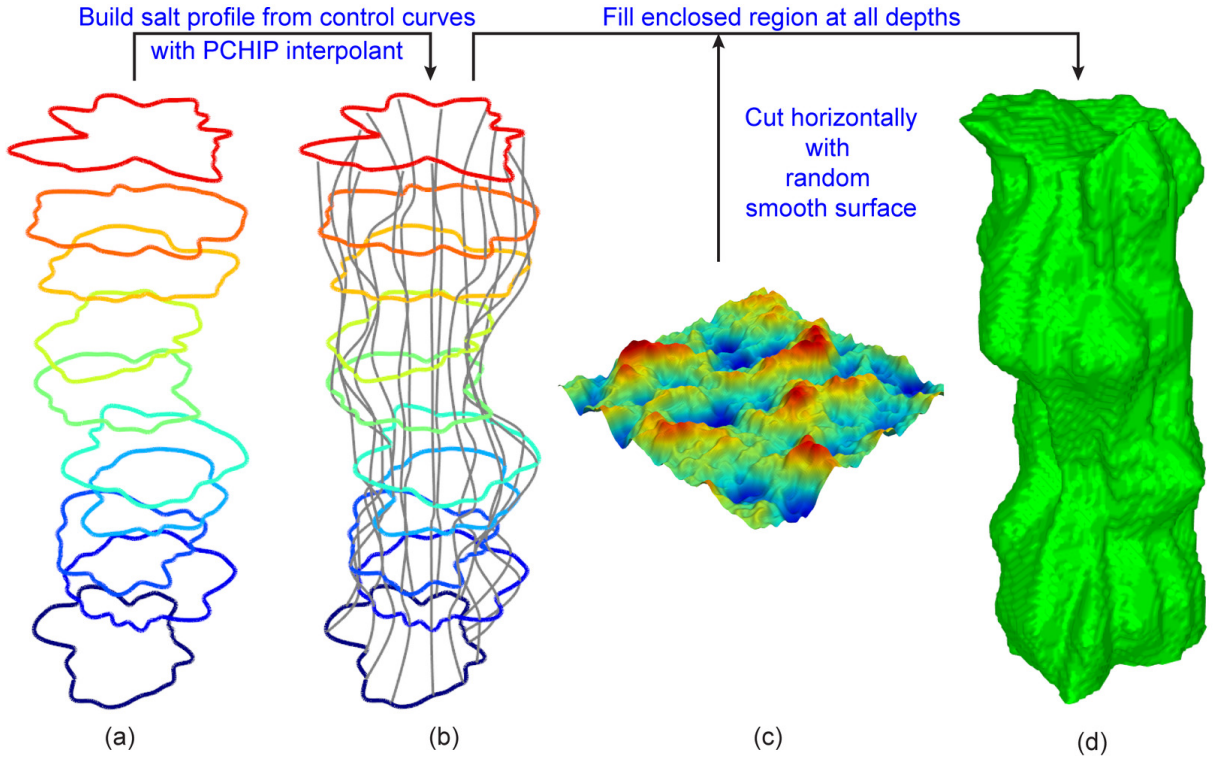 Build salt profile from control curves
with PCHIP interpolant
Fill enclosed region at all depths
Cut horizontally
with
random
smooth surface
(a)
(b)
(c)
(d)